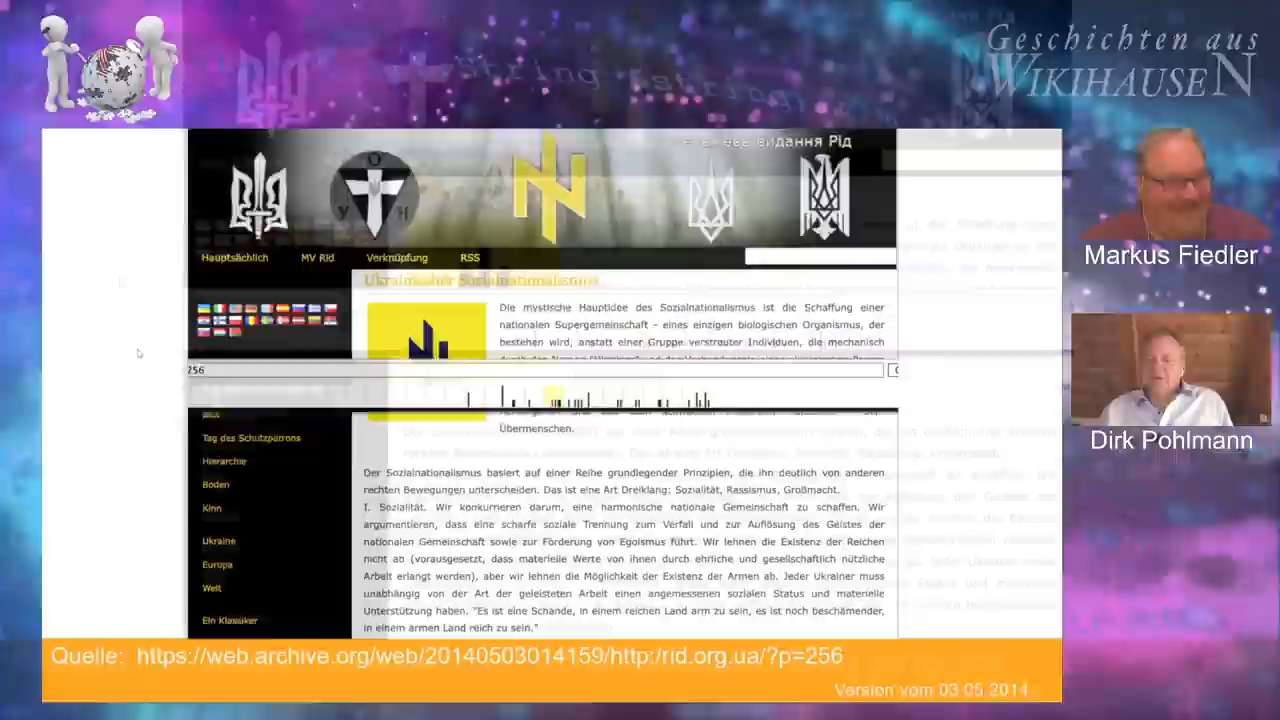 Geschichten aus
WIKIHAUSEN
видання Рід
О
У Н
Hauptsächlich MV Rid Verknüpfung RSS
Ukrainischer Sozialnationalismus
Die mystische Hauptidee des Sozialnationalismus ist die Schaffung einer
nationalen Supergemeinschaft - eines einzigen biologischen Organismus, der
bestehen wird, anstatt einer Gruppe verstreuter Individuen, die mechanisch
256
Übermenschen.
Tag des Schutzpatrons
Hierarchie
Boden
Kinn
Ukraine
Europa
Welt
Ein Klassiker
Der Sozialnationalismus basiert auf einer Reihe grundlegender Prinzipien, die ihn deutlich von anderen
rechten Bewegungen unterscheiden. Das ist eine Art Dreiklang: Sozialität, Rassismus, Großmacht.
I. Sozialität. Wir konkurrieren darum, eine harmonische nationale Gemeinschaft zu schaffen. Wir
argumentieren, dass eine scharfe soziale Trennung zum Verfall und zur Auflösung des Geistes der
nationalen Gemeinschaft sowie zur Förderung von Egoismus führt. Wir lehnen die Existenz der Reichen
nicht ab (vorausgesetzt, dass materielle Werte von ihnen durch ehrliche und gesellschaftlich nützliche
Arbeit erlangt werden), aber wir lehnen die Möglichkeit der Existenz der Armen ab. Jeder Ukrainer muss
unabhängig von der Art der geleisteten Arbeit einen angemessenen sozialen Status und materielle
Unterstützung haben. "Es ist eine Schande, in einem reichen Land arm zu sein, es ist noch beschämender,
in einem armen Land reich zu sein."
Markus Fiedler
Dirk Pohlmann
Quelle: https://web.archive.org/web/20140503014159/http:/rid.org.ua/?p=256
Version vom 03.05.2014